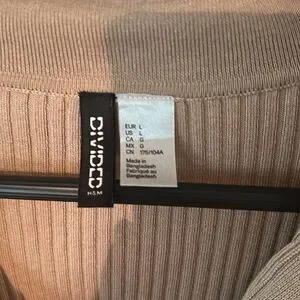 DIVIDED
H&M
EUR L
US L
CA G
MX G
CN 175/104A
Made in
Bangladesh
Fabriqué au
Bangladesh